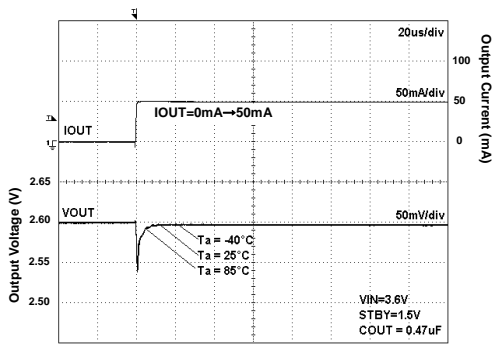 20us/div
100
50mA/div
50
IOUT=0mA→50mA
IOUT
0
Output Current (mA)
2.65
VOUT
50mV/div
2.60
Ta = -40°C
Ta = 25°C
2.55
Ta = 85°C
2.50
Output Voltage (V)
VIN=3.6V
STBY=1.5V
COUT = 0.47uF